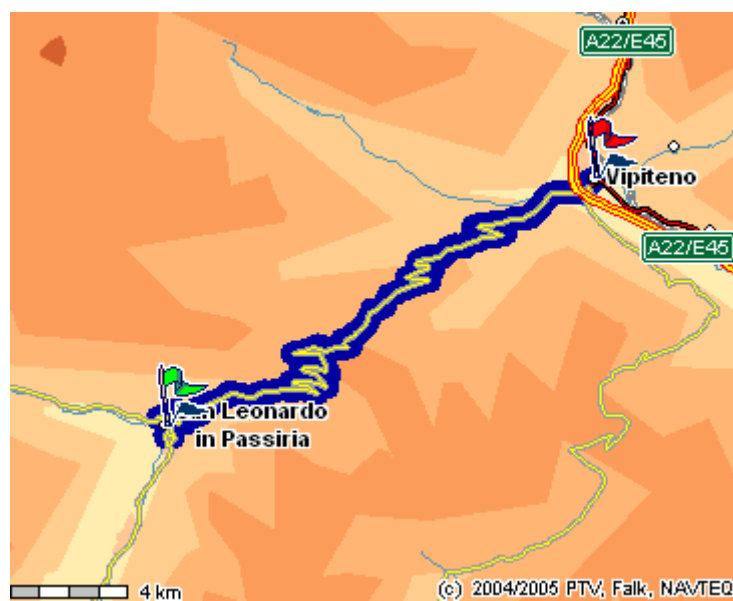 A22/E45
Vipiteno
A22/E45
Leonardo
in Passiria
4 km
(c) 2004/2005 PTV, Falk, NAVTEQ